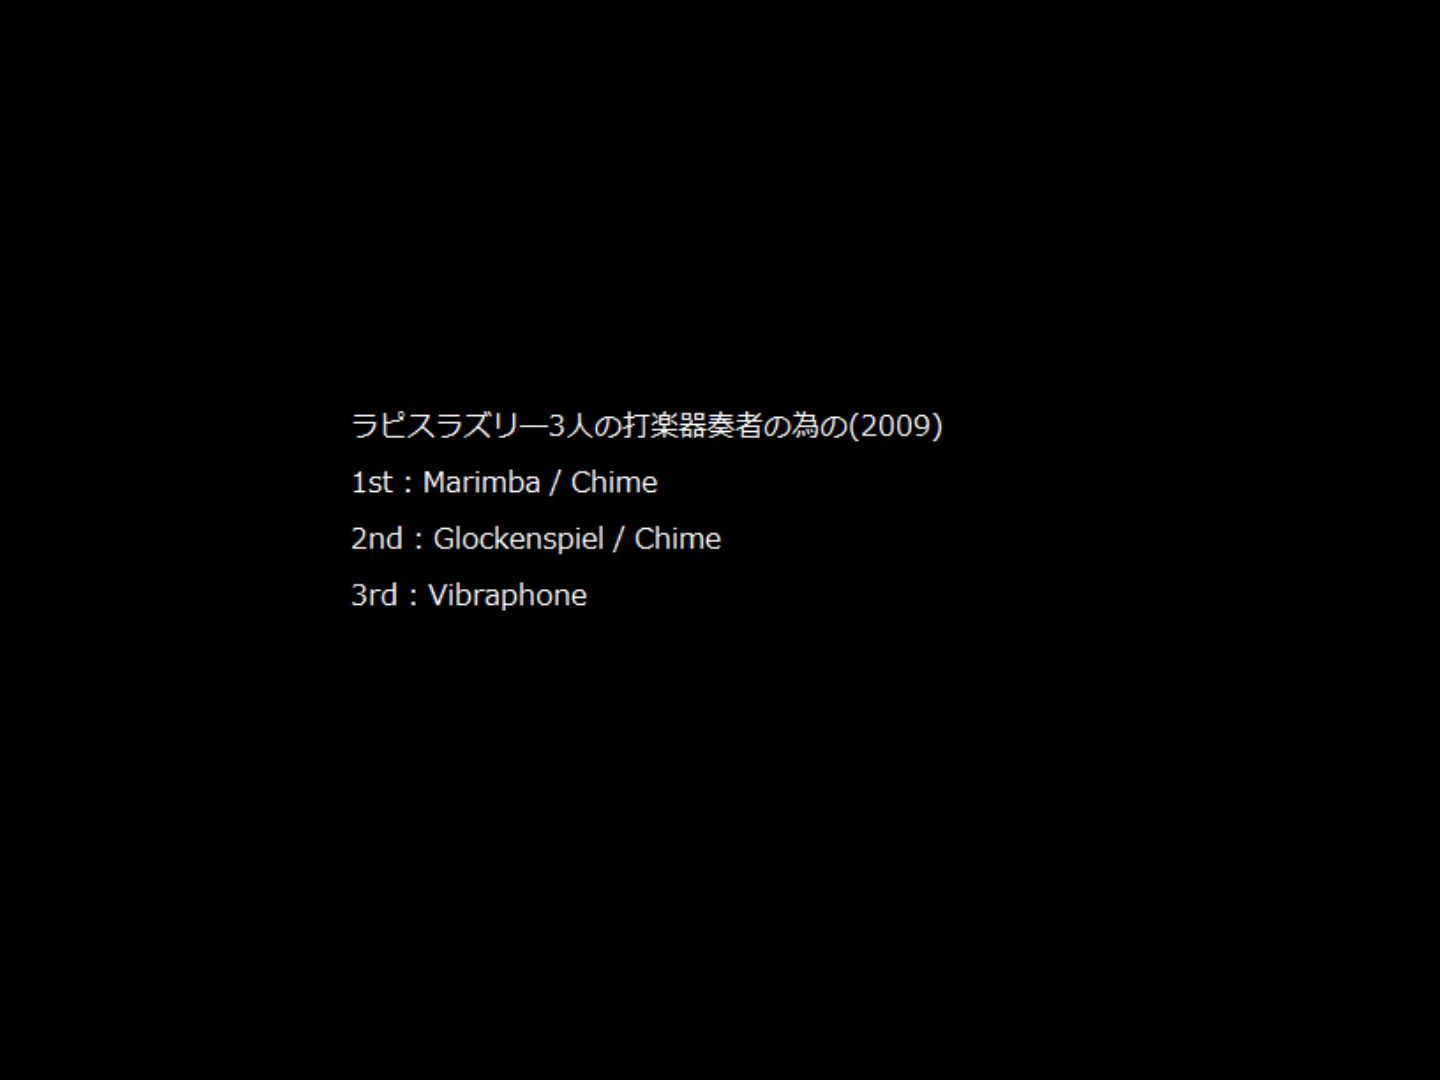 ラピスラズリ―3人の打楽器奏者の為の(2009)
1st : Marimba / Chime
2nd : Glockenspiel / Chime
3rd : Vibraphone